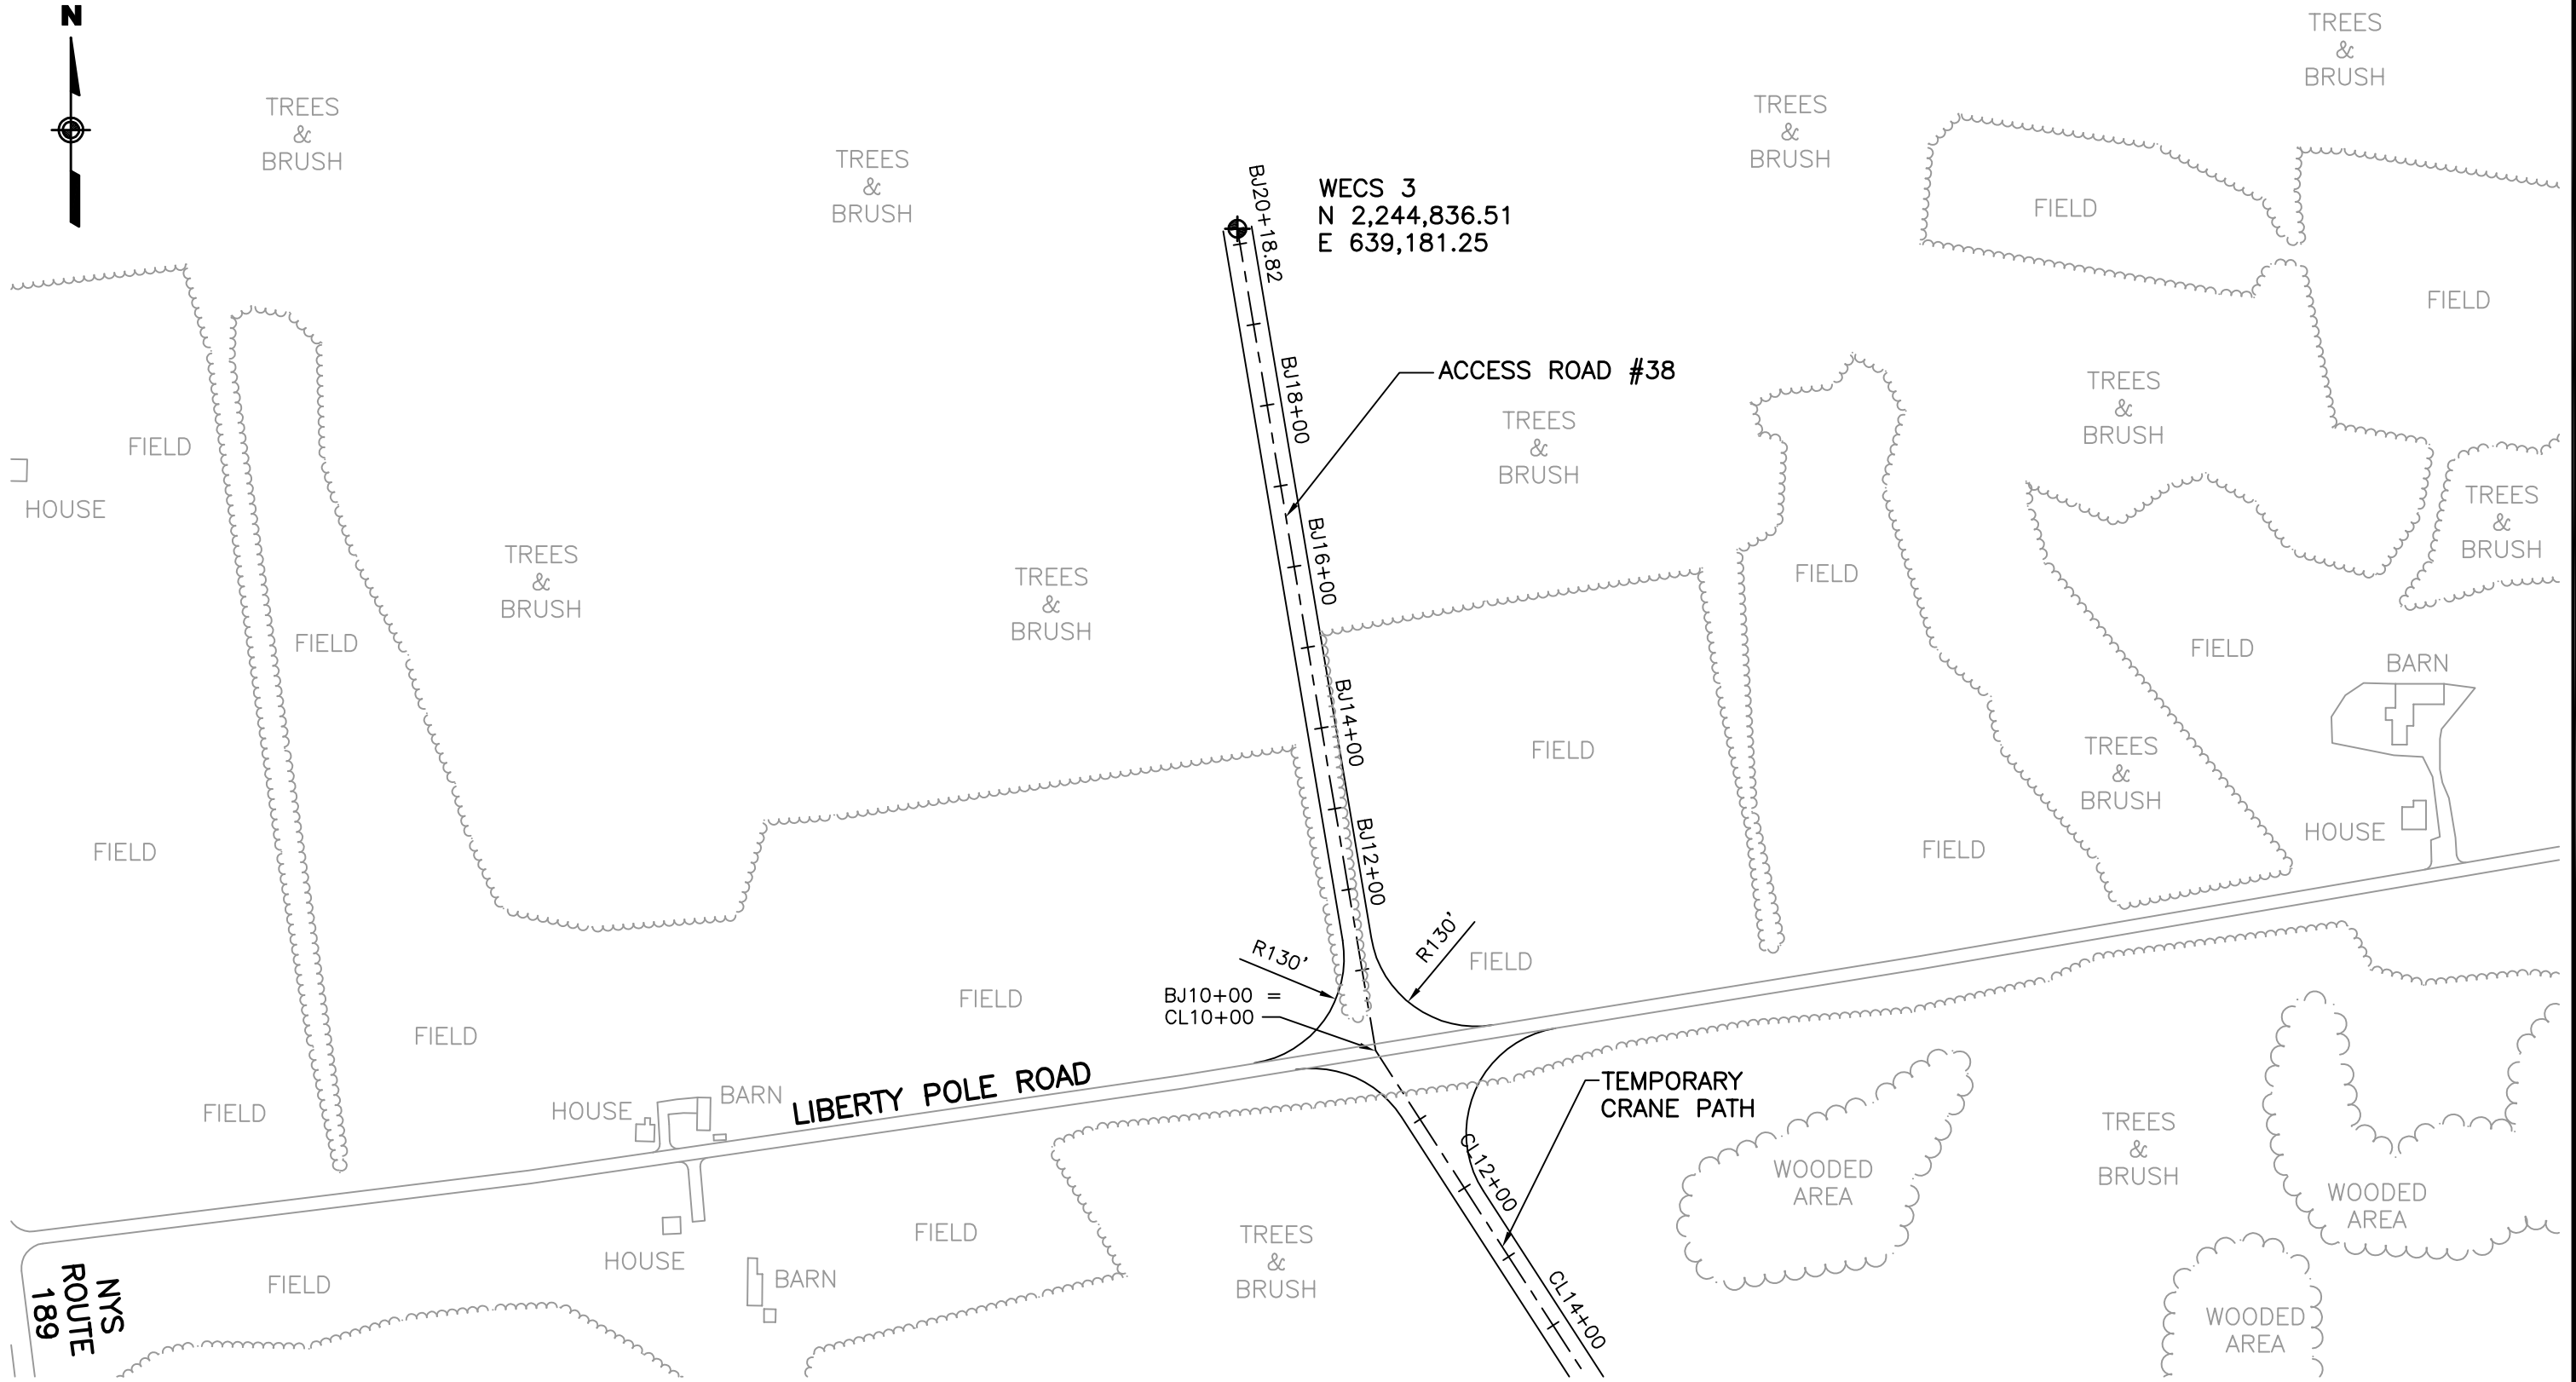 N
TREES
&
BRUSH
TREES
&
BRUSH
TREES
&
BRUSH
TREES
&
BRUSH
BJ20+18.82
WECS 3
N 2,244,836.51
E 639,181.25
FIELD
FIELD
ACCESS ROAD #38
BJ18+00
TREES
&
BRUSH
TREES
&
BRUSH
FIELD
HOUSE
TREES
&
BRUSH
BJ16+00
TREES
&
BRUSH
TREES
&
BRUSH
FIELD
FIELD
FIELD
BARN
BJ14+00
FIELD
TREES
&
BRUSH
HOUSE
FIELD
BJ12+00
FIELD
R130'
R130'
FIELD
FIELD
BJ10+00 =
CL10+00
FIELD
LIBERTY POLE ROAD
HOUSE
BARN
FIELD
TEMPORARY
CRANE PATH
CL12+00
WOODED
AREA
TREES
&
BRUSH
WOODED
AREA
FIELD
TREES
&
BRUSH
HOUSE
BARN
FIELD
NYS
ROUTE
189
CL14+00
WOODED
AREA